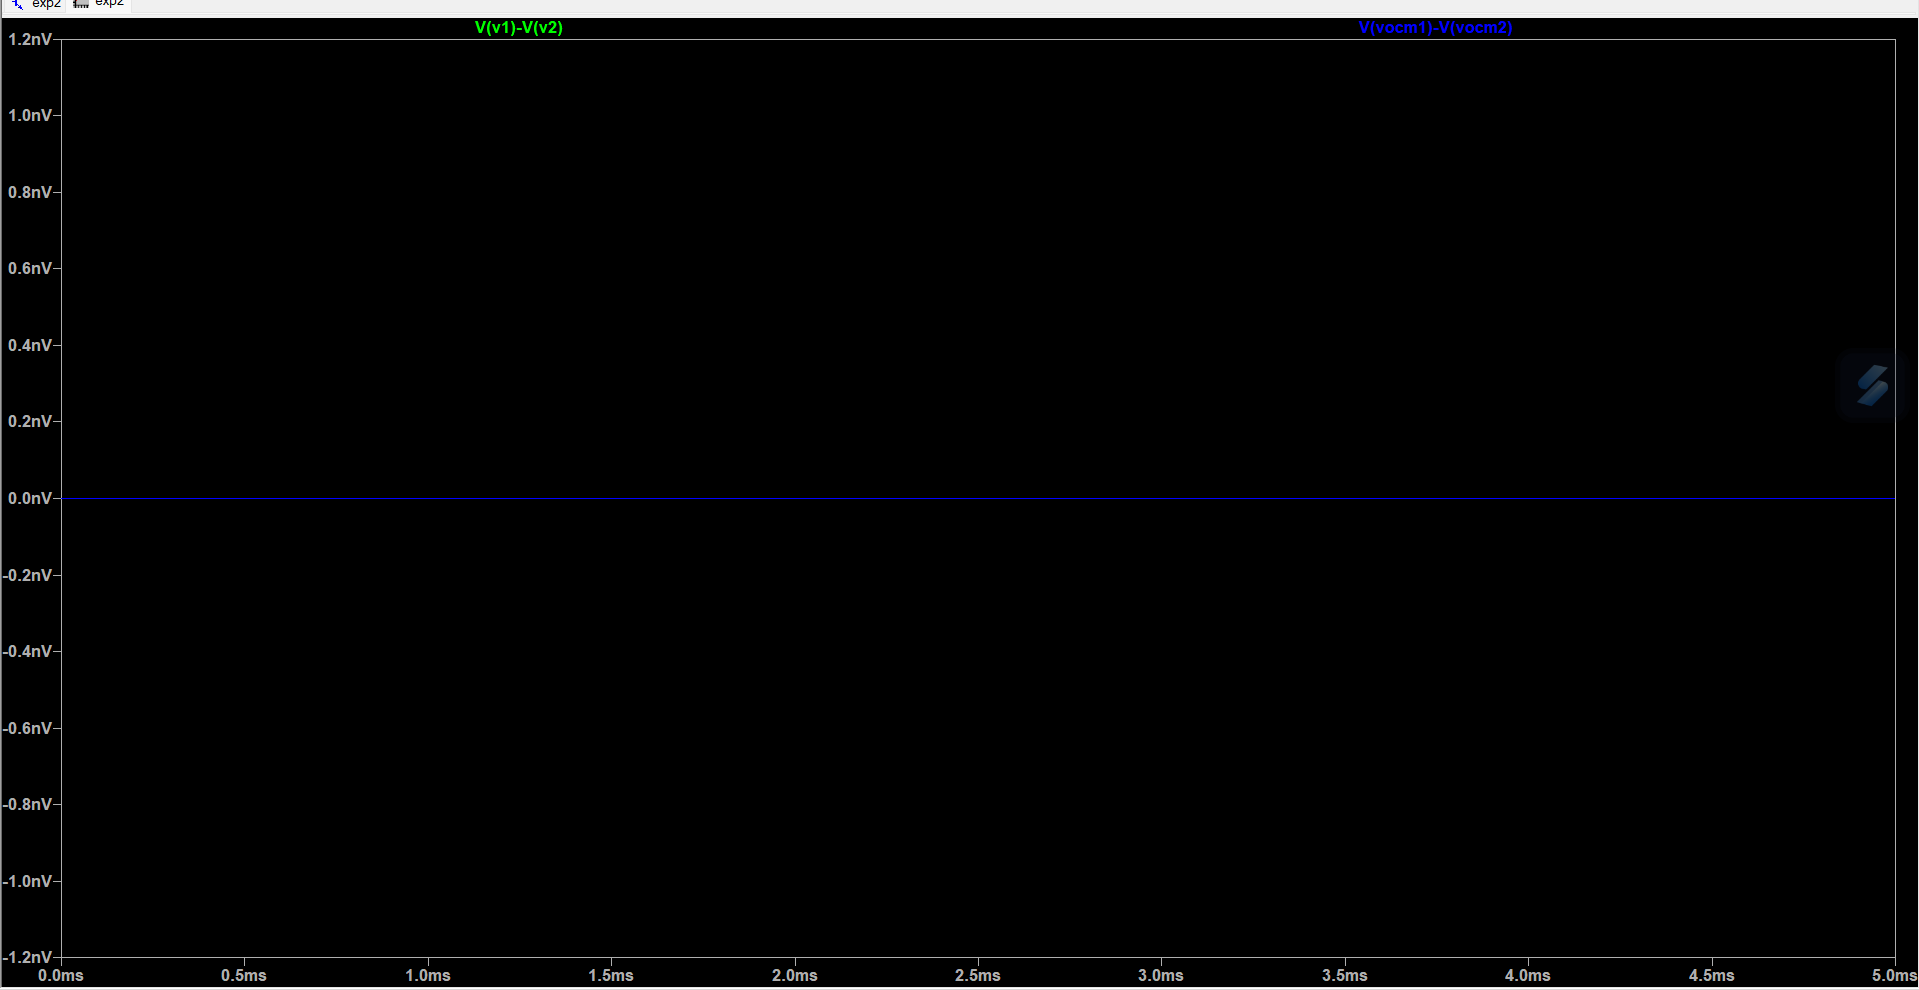 exp2 exp2
V(v1)-V(v2) V(vocm1)-V(vocm2)
1.2nV
1.0nV
0.8nV
0.6nV
0.4nV
0.2nV
0.0nV
-0.2nV
-0.4nV
-0.6nV
-0.8nV
-1.0nV
-1.2nV
0.0ms 0.5ms 1.0ms 1.5ms 2.0ms 2.5ms 3.0ms 3.5ms 4.0ms 4.5ms 5.0ms